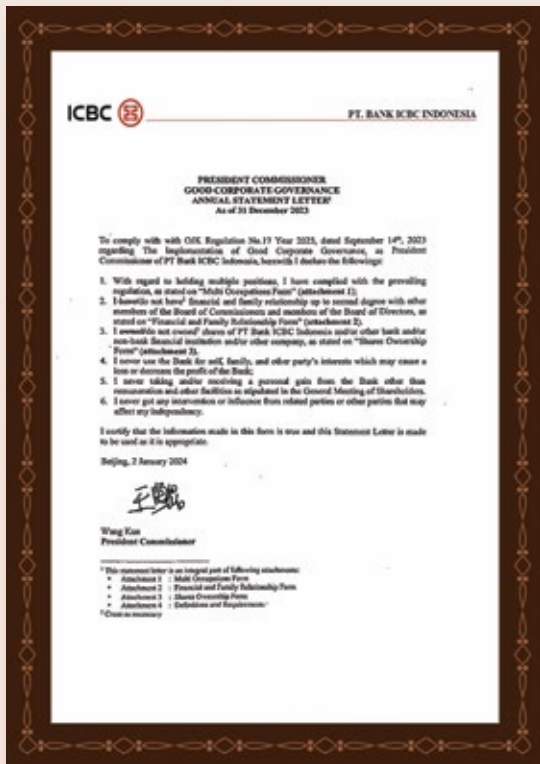 ICBC
PT. BANK ICBC INDONESIA
PRESIDENT COMMISSIONER
GOOD CORPORATE GOVERNANCE
ANNUAL STATEMENT LETTER¹
As of 31 December 2023
To comply with with OJK Regulation No.17 Year 2023, dated September 14th, 2023
regarding The Implementation of Good Corporate Governance, as President
Commissioner of PT Bank ICBC Indonesia, herewith I declare the followings:
1. With regard to holding multiple positions, I have complied with the prevailing
regulation, as stated on "Multi Occupations Form" (attachment 1);
2. I have/do not have² financial and family relationship up to second degree with other
members of the Board of Commissioners and members of the Board of Directors, as
stated on "Financial and Family Relationship Form" (attachment 2).
3. I owned/do not owned² shares of PT Bank ICBC Indonesia and/or other bank and/or
non-bank financial institution and/or other company, as stated on "Shares Ownership
Form" (attachment 3).
4. I never use the Bank for self, family, and other party's interests which may cause a
loss or decrease the profit of the Bank;
5. I never taking and/or receiving a personal gain from the Bank other than
remuneration and other facilities as stipulated in the General Meeting of Shareholders.
6. I never got any intervention or influence from related parties or other parties that may
affect my independency.
I certify that the information made in this form is true and this Statement Letter is made
to be used as it is appropriate.
Beijing, 2 January 2024
Wang Kun
President Commissioner
¹ This statement letter is an integral part of following attachments:
• Attachment 1 : Multi Occupations Form
• Attachment 2 : Financial and Family Relationship Form
• Attachment 3 : Shares Ownership Form
• Attachment 4 : Definitions and Requirements
² Cross as necessary